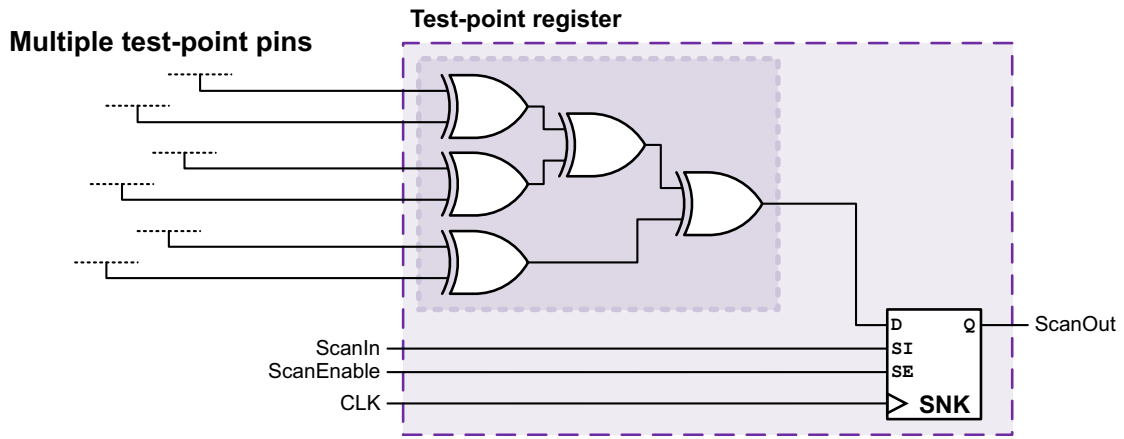 Test-point register
Multiple test-point pins
D Q
ScanOut
ScanIn
SI
ScanEnable
SE
CLK
SNK